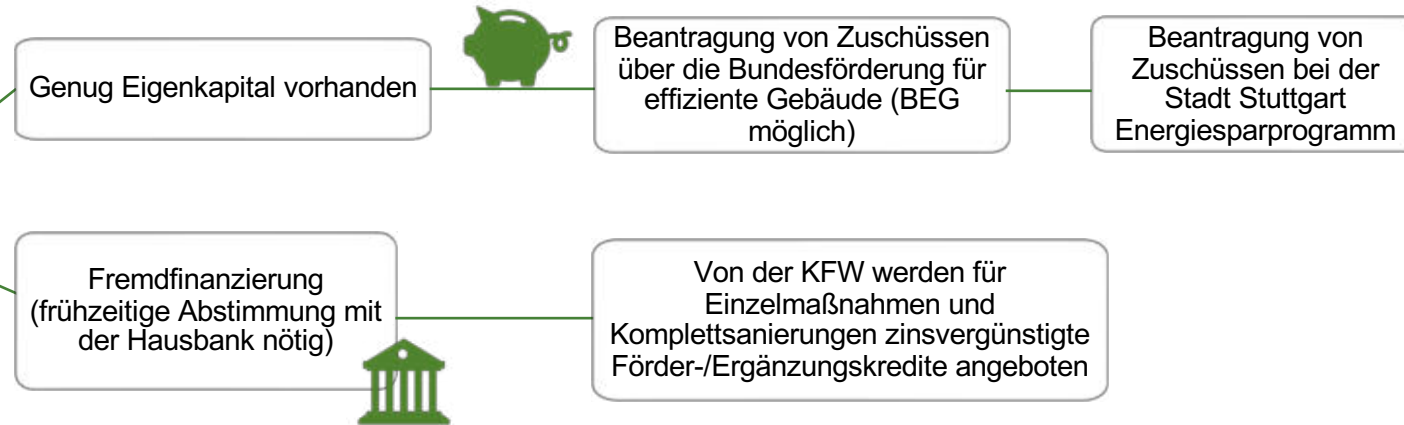 Genug Eigenkapital vorhanden
Beantragung von Zuschüssen
über die Bundesförderung für
effiziente Gebäude (BEG
möglich)
Beantragung von
Zuschüssen bei der
Stadt Stuttgart
Energiesparprogramm
Fremdfinanzierung
(frühzeitige Abstimmung mit
der Hausbank nötig)
Von der KFW werden für
Einzelmaßnahmen und
Komplettsanierungen zinsvergünstigte
Förder-/Ergänzungskredite angeboten